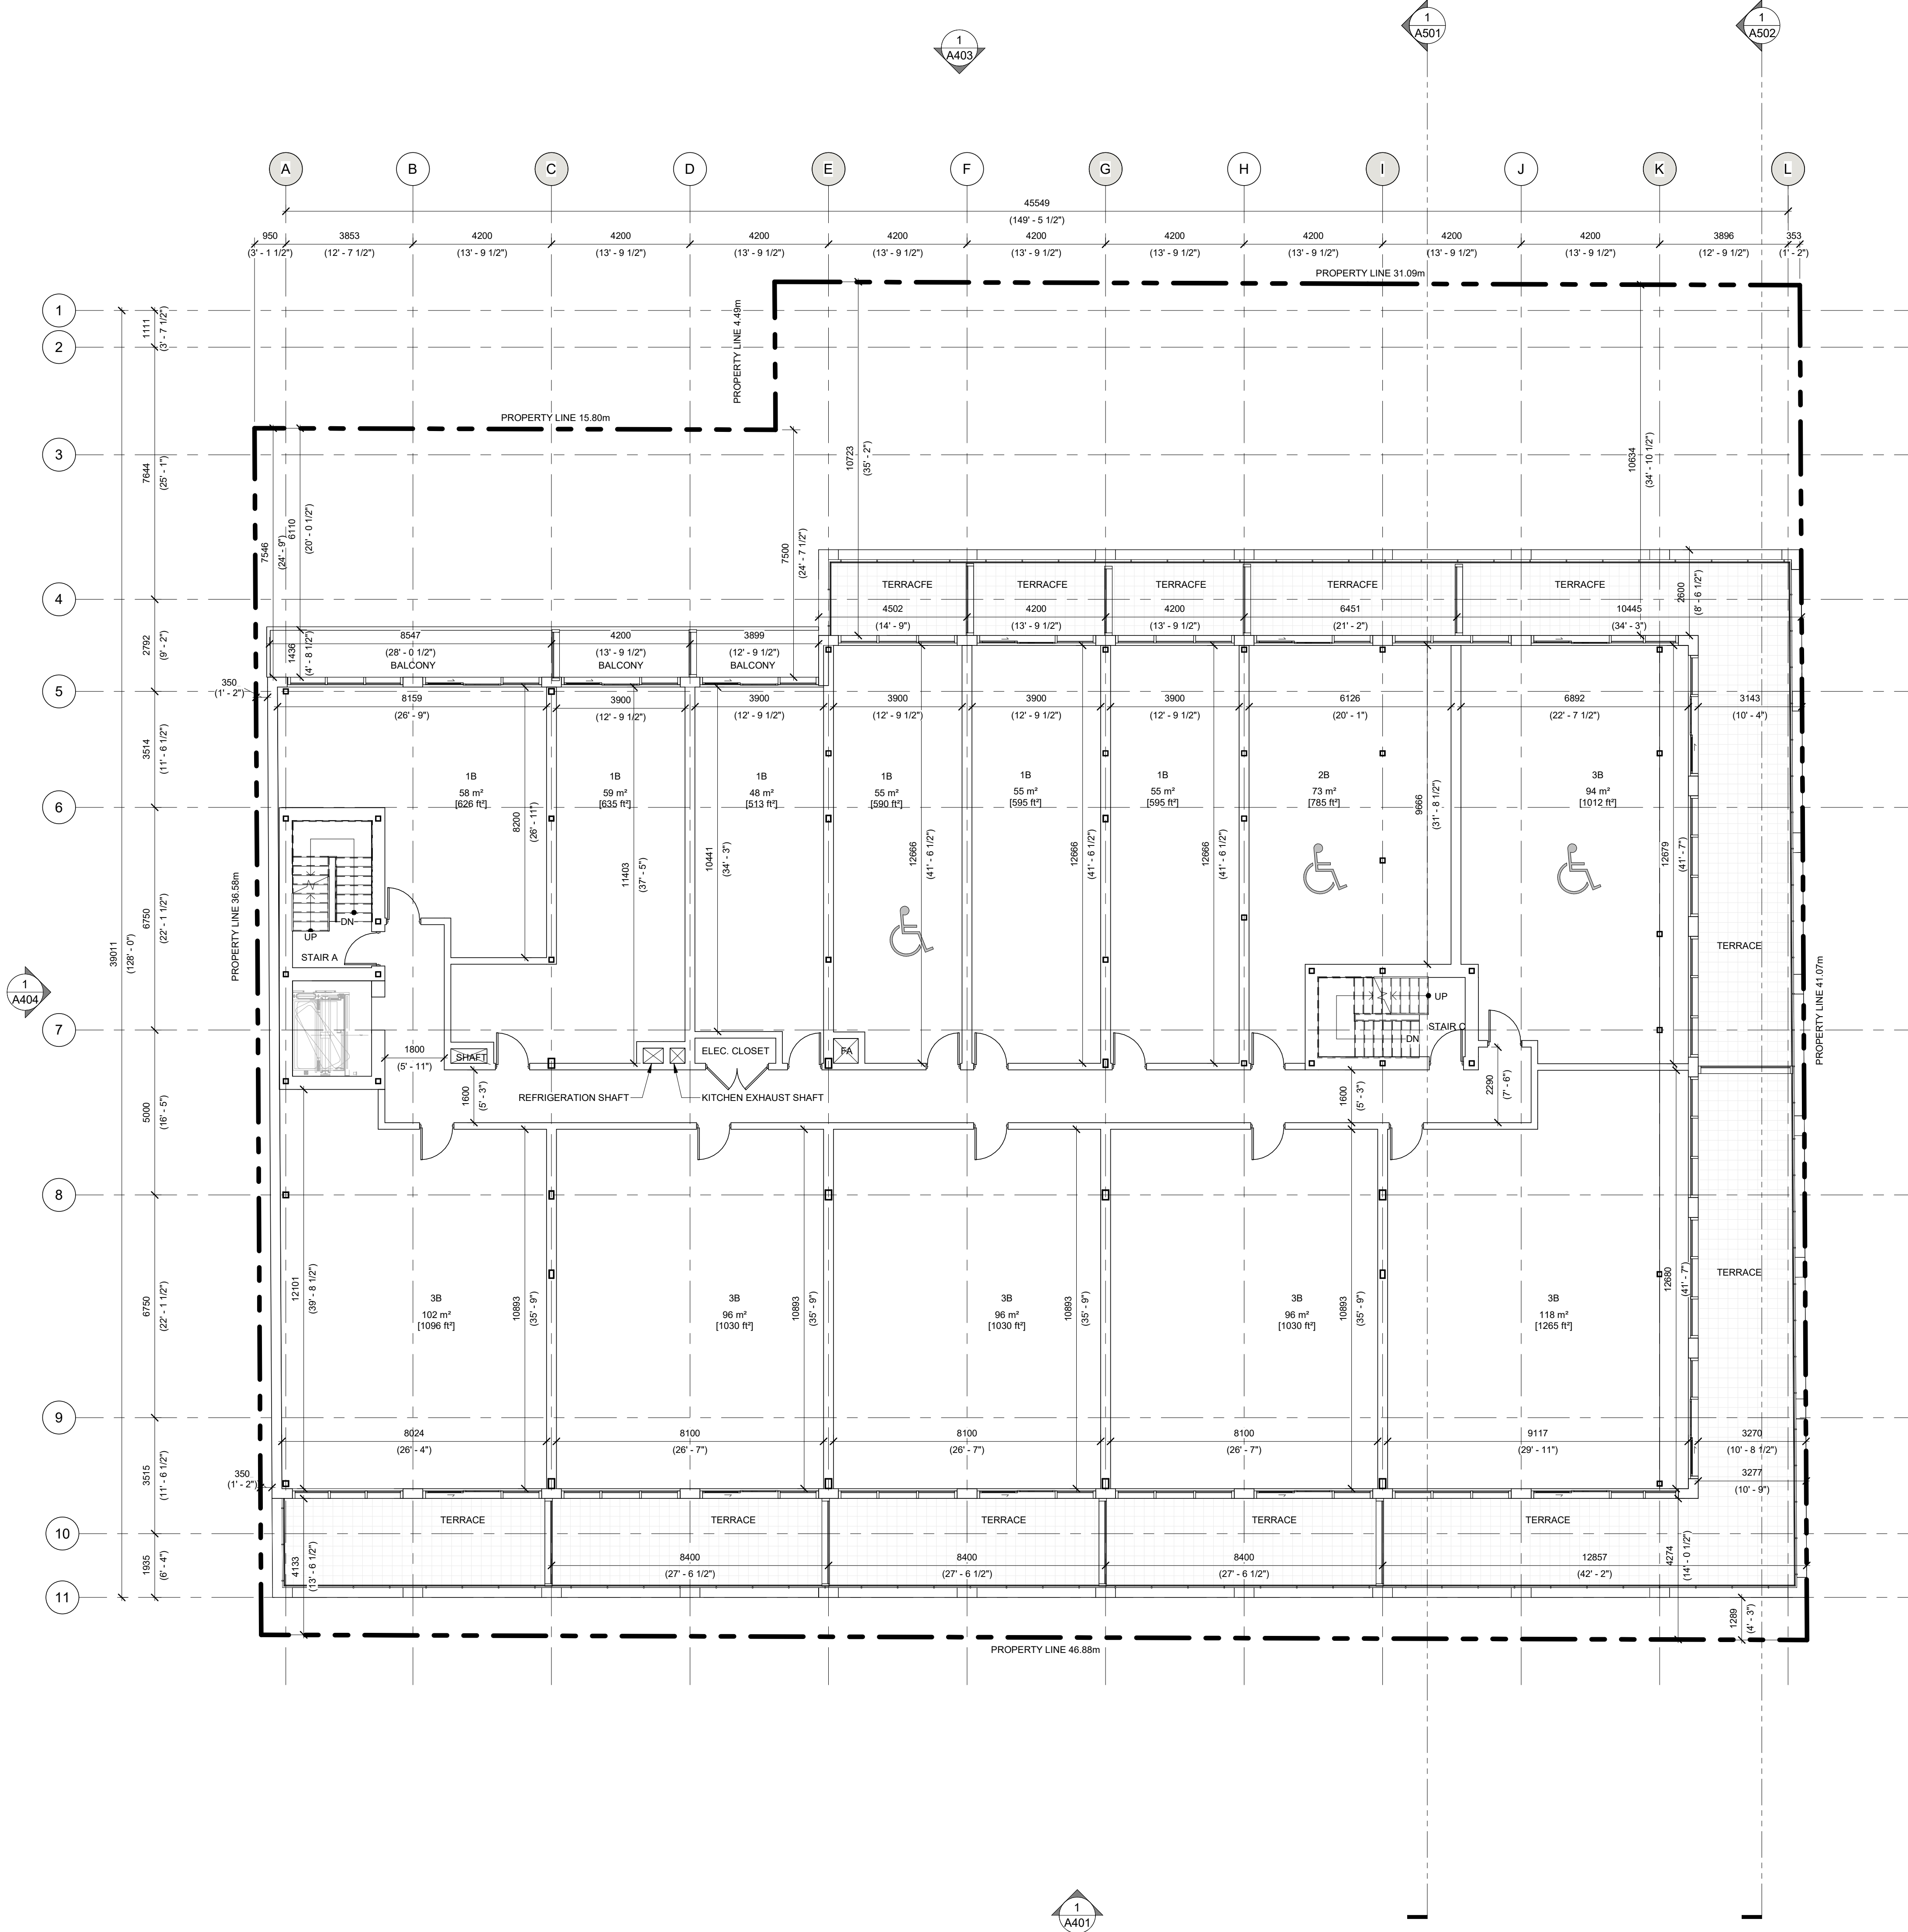 1
A403
1
A501
1
A502
A
B
C
D
E
F
G
H
I
J
K
L
45549
(149' - 5 1/2")
950
3853
4200
4200
4200
4200
4200
4200
4200
4200
4200
3896
353
(3' - 1 1/2")
(12' - 7 1/2")
(13' - 9 1/2")
(13' - 9 1/2")
(13' - 9 1/2")
(13' - 9 1/2")
(13' - 9 1/2")
(13' - 9 1/2")
(13' - 9 1/2")
(13' - 9 1/2")
(13' - 9 1/2")
(12' - 9 1/2")
(1' - 2")
PROPERTY LINE 31.09m
1
1111
(3' - 7 1/2")
2
PROPERTY LINE 4.49m
PROPERTY LINE 15.80m
3
7644
(25' - 1")
7546
(24' - 9")
6110
(20' - 0 1/2")
7500
(24' - 7 1/2")
10723
(35' - 2")
10634
(34' - 10 1/2")
TERRACFE
TERRACFE
TERRACFE
TERRACFE
TERRACFE
4
4502
4200
4200
6451
10445
(14' - 9")
(13' - 9 1/2")
(13' - 9 1/2")
(21' - 2")
(34' - 3")
2600
(8' - 6 1/2")
2792
(9' - 2")
8547
4200
3899
(28' - 0 1/2")
(13' - 9 1/2")
(12' - 9 1/2")
1436
(4' - 8 1/2")
BALCONY
BALCONY
BALCONY
5
350
(1' - 2")
8159
3900
3900
3900
3900
3900
6126
6892
3143
(26' - 9")
(12' - 9 1/2")
(12' - 9 1/2")
(12' - 9 1/2")
(12' - 9 1/2")
(12' - 9 1/2")
(20' - 1")
(22' - 7 1/2")
(10' - 4")
3514
(11' - 6 1/2")
1B
58 m²
[626 ft²]
1B
59 m²
[635 ft²]
1B
48 m²
[513 ft²]
1B
55 m²
[590 ft²]
1B
55 m²
[595 ft²]
1B
55 m²
[595 ft²]
2B
73 m²
[785 ft²]
3B
94 m²
[1012 ft²]
6
8200
(26' - 11")
11403
(37' - 5")
10441
(34' - 3")
12666
(41' - 6 1/2")
12666
(41' - 6 1/2")
12666
(41' - 6 1/2")
9666
(31' - 8 1/2")
12679
(41' - 7")
6750
(22' - 1 1/2")
39011
(128' - 0")
PROPERTY LINE 36.58m
DN
UP
STAIR A
TERRACE
PROPERTY LINE 41.07m
1
A404
UP
STAIR C
DN
7
1800
(5' - 11")
SHAFT
ELEC. CLOSET
FA
REFRIGERATION SHAFT
KITCHEN EXHAUST SHAFT
1600
(5' - 3")
1600
(5' - 3")
2290
(7' - 6")
5000
(16' - 5")
8
12101
(39' - 8 1/2")
10893
(35' - 9")
10893
(35' - 9")
10893
(35' - 9")
10893
(35' - 9")
12680
(41' - 7")
TERRACE
6750
(22' - 1 1/2")
3B
102 m²
[1096 ft²]
3B
96 m²
[1030 ft²]
3B
96 m²
[1030 ft²]
3B
96 m²
[1030 ft²]
3B
118 m²
[1265 ft²]
9
8024
8100
8100
8100
9117
3270
(26' - 4")
(26' - 7")
(26' - 7")
(26' - 7")
(29' - 11")
(10' - 8 1/2")
3515
(11' - 6 1/2")
350
(1' - 2")
3277
(10' - 9")
TERRACE
TERRACE
TERRACE
TERRACE
TERRACE
10
1935
(6' - 4")
4133
(13' - 6 1/2")
8400
8400
8400
12857
(27' - 6 1/2")
(27' - 6 1/2")
(27' - 6 1/2")
(42' - 2")
4274
(14' - 0 1/2")
11
1289
(4' - 3")
PROPERTY LINE 46.88m
1
A401